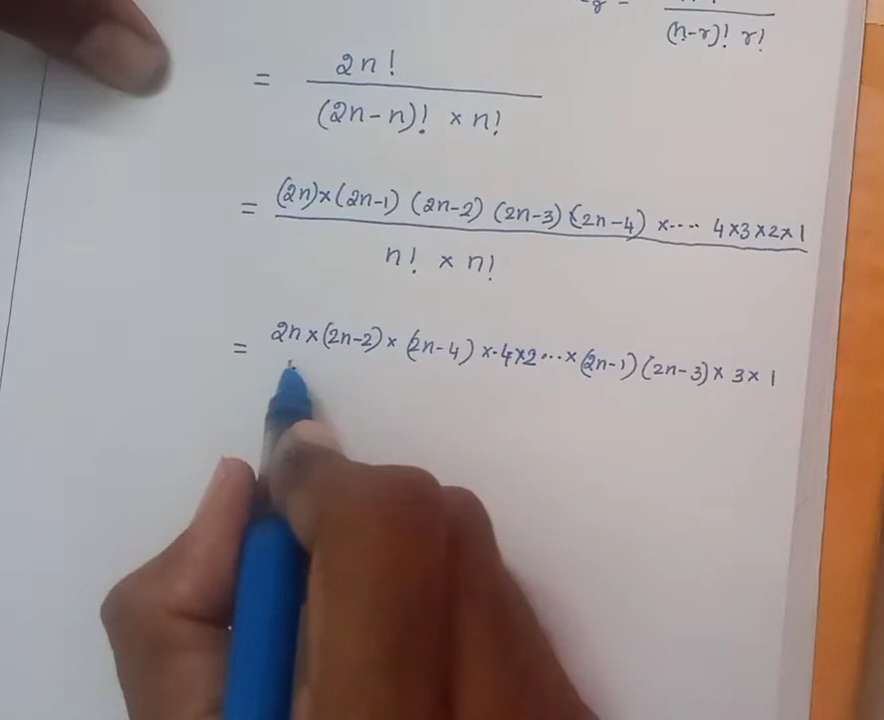 (n-r)! r!
= 2n!
(2n-n)! × n!
= (2n)×(2n-1) (2n-2) (2n-3) (2n-4) ×---- 4×3×2×1
n! × n!
= 2n×(2n-2)× (2n-4) ×-4×2---×(2n-1) (2n-3)× 3×1